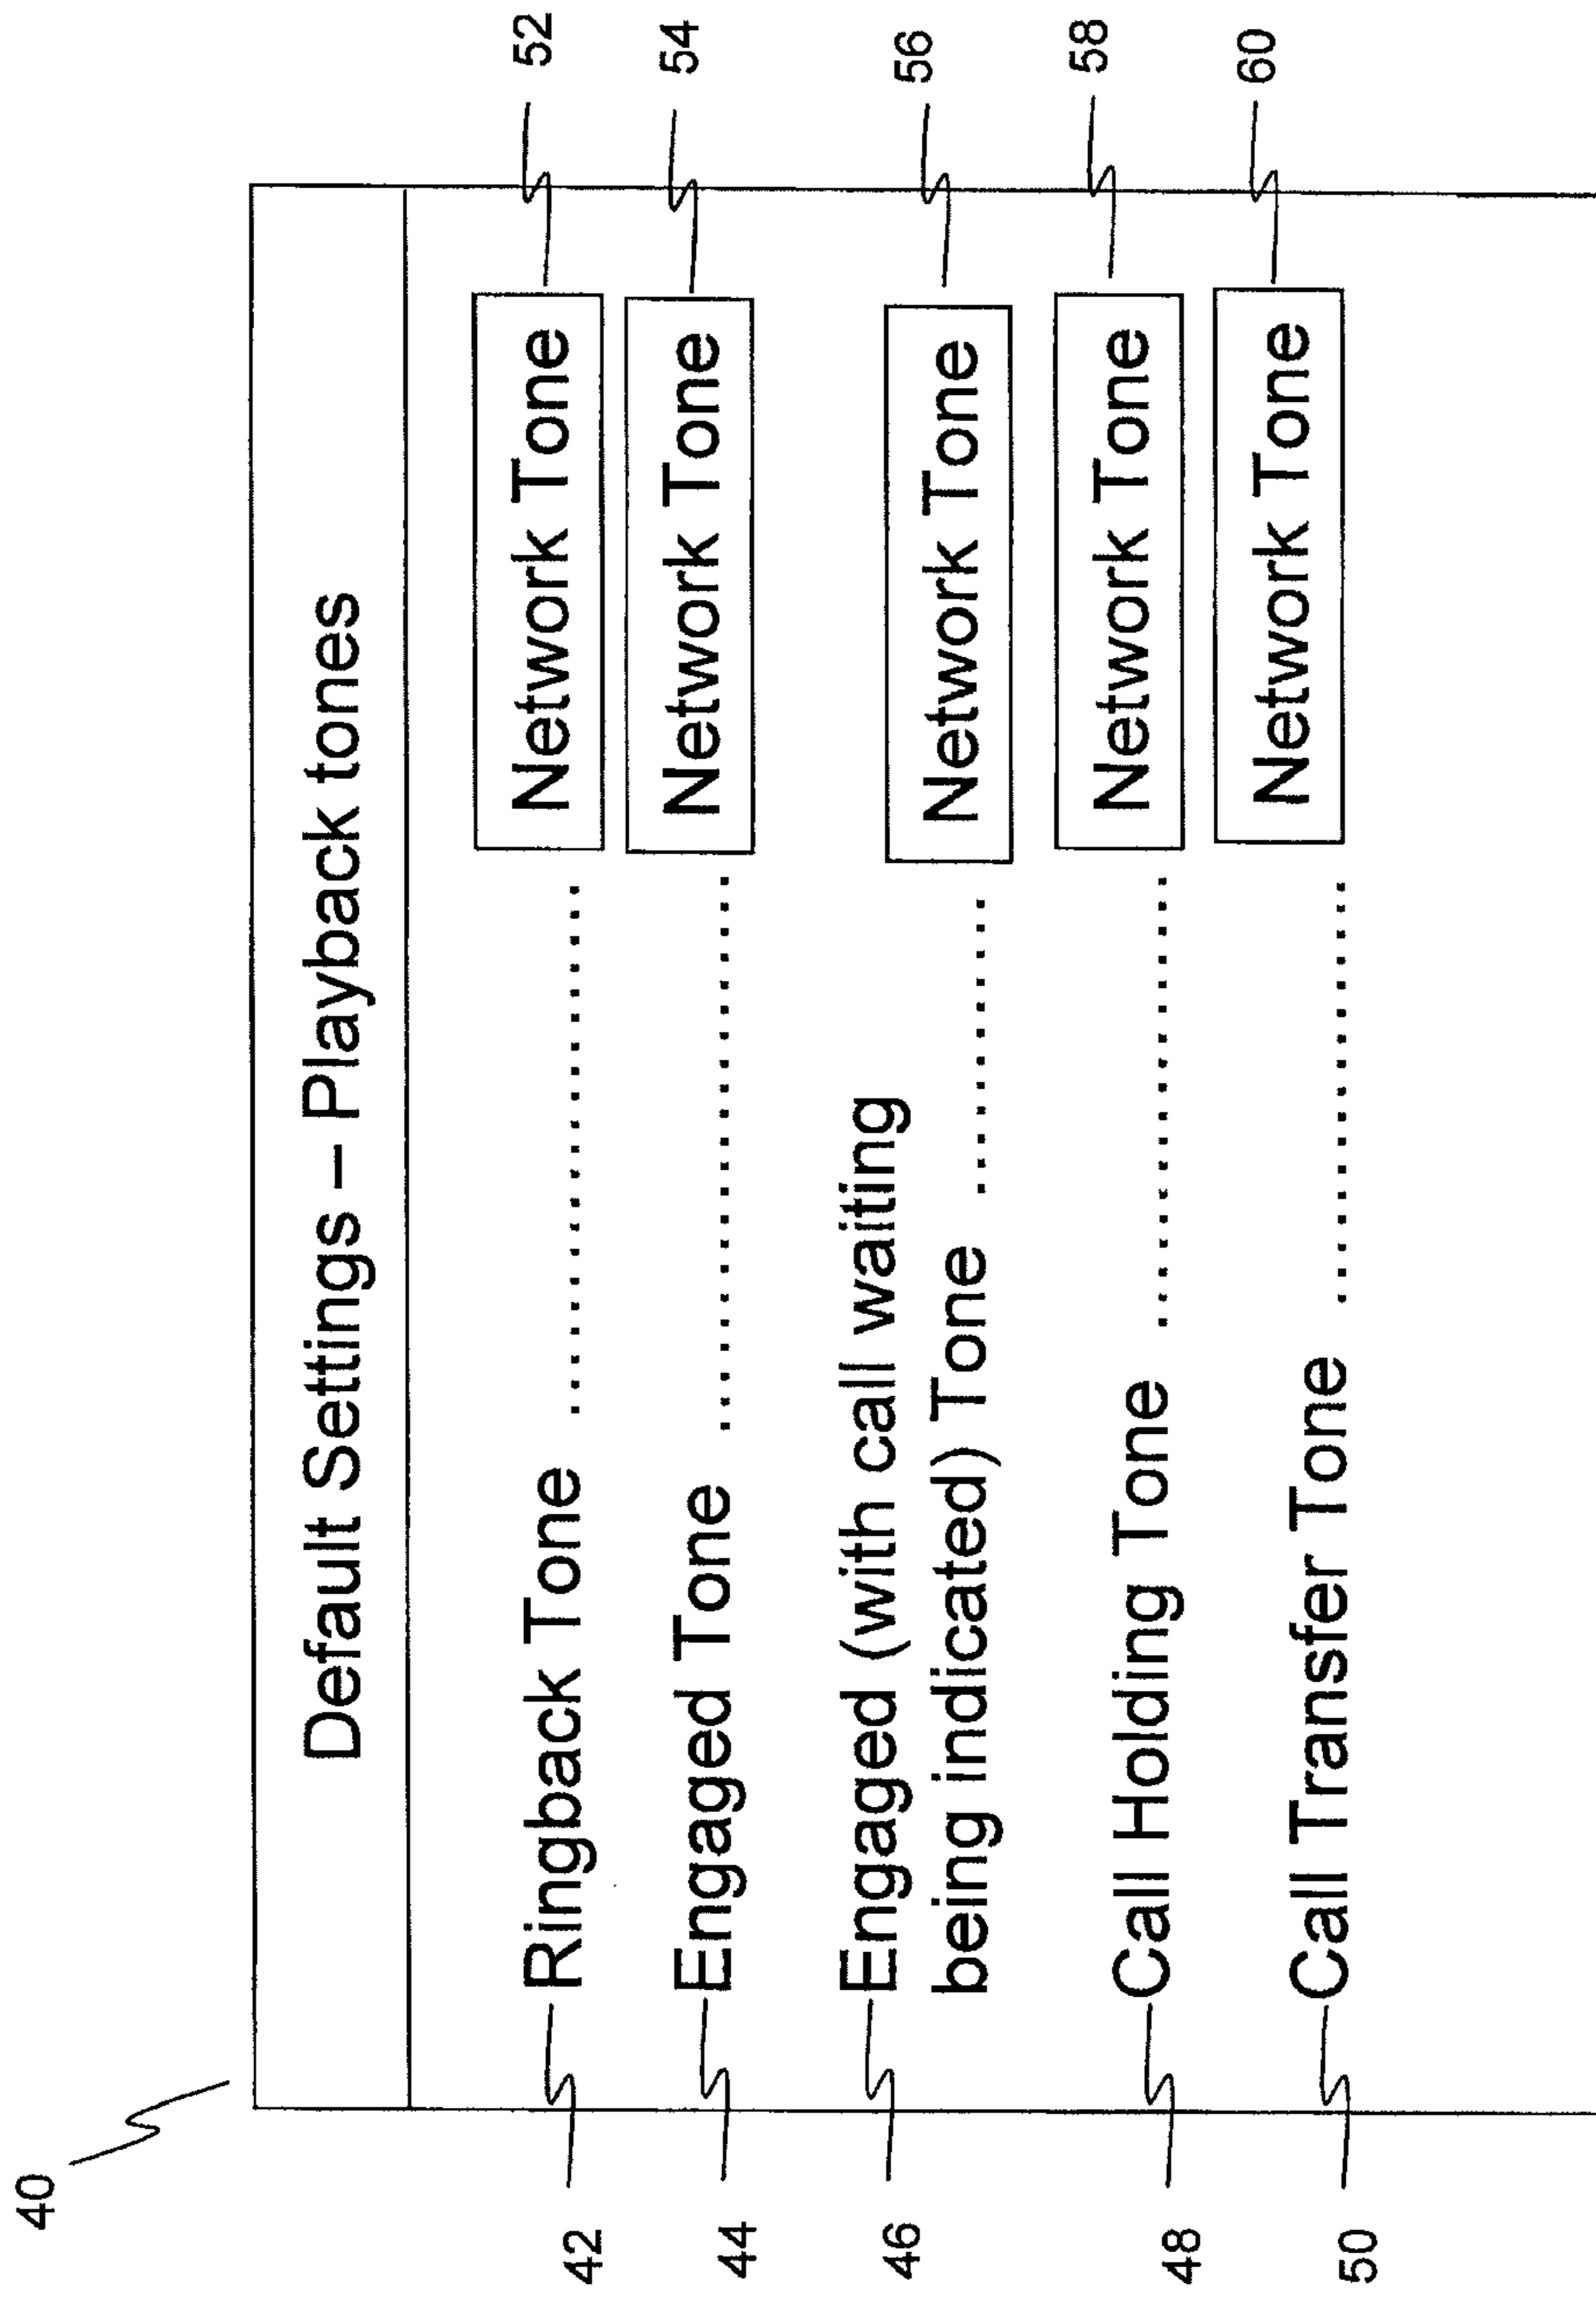 40
Default Settings – Playback tones
42 Ringback Tone ..................... Network Tone 52
44 Engaged Tone ...................... Network Tone 54
46 Engaged (with call waiting
being indicated) Tone ............ Network Tone 56
48 Call Holding Tone .................. Network Tone 58
50 Call Transfer Tone ................. Network Tone 60